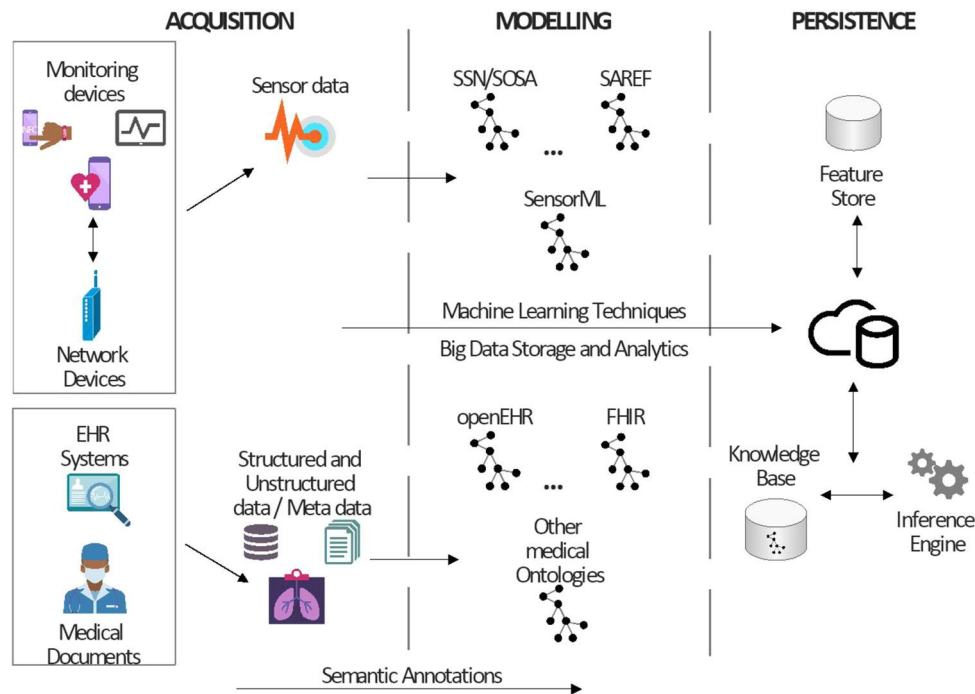 ACQUISITION
MODELLING
PERSISTENCE
Monitoring
devices
Sensor data
SSN/SOSA
SAREF
...
SensorML
Feature
Store
Network
Devices
Machine Learning Techniques
Big Data Storage and Analytics
EHR
Systems
Structured and
Unstructured
data / Meta data
openEHR
FHIR
...
Other
medical
Ontologies
Knowledge
Base
Inference
Engine
Medical
Documents
Semantic Annotations